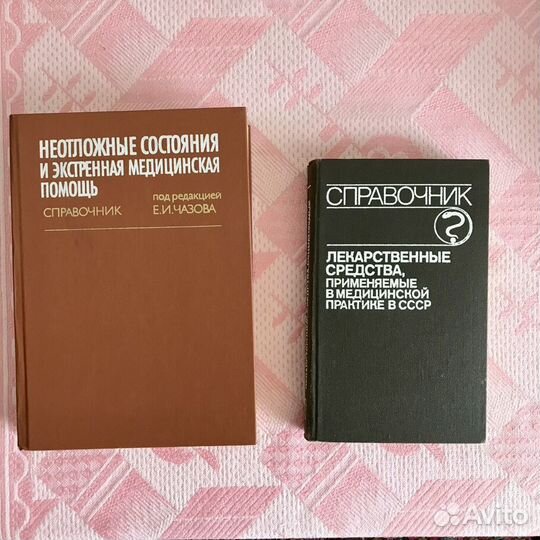 НЕОТЛОЖНЫЕ СОСТОЯНИЯ
И ЭКСТРЕННАЯ МЕДИЦИНСКАЯ
ПОМОЩЬ
под редакцией
СПРАВОЧНИК Е.И.ЧАЗОВА
СПРАВОЧНИК
?
ЛЕКАРСТВЕННЫЕ
СРЕДСТВА,
ПРИМЕНЯЕМЫЕ
В МЕДИЦИНСКОЙ
ПРАКТИКЕ В СССР
Avito